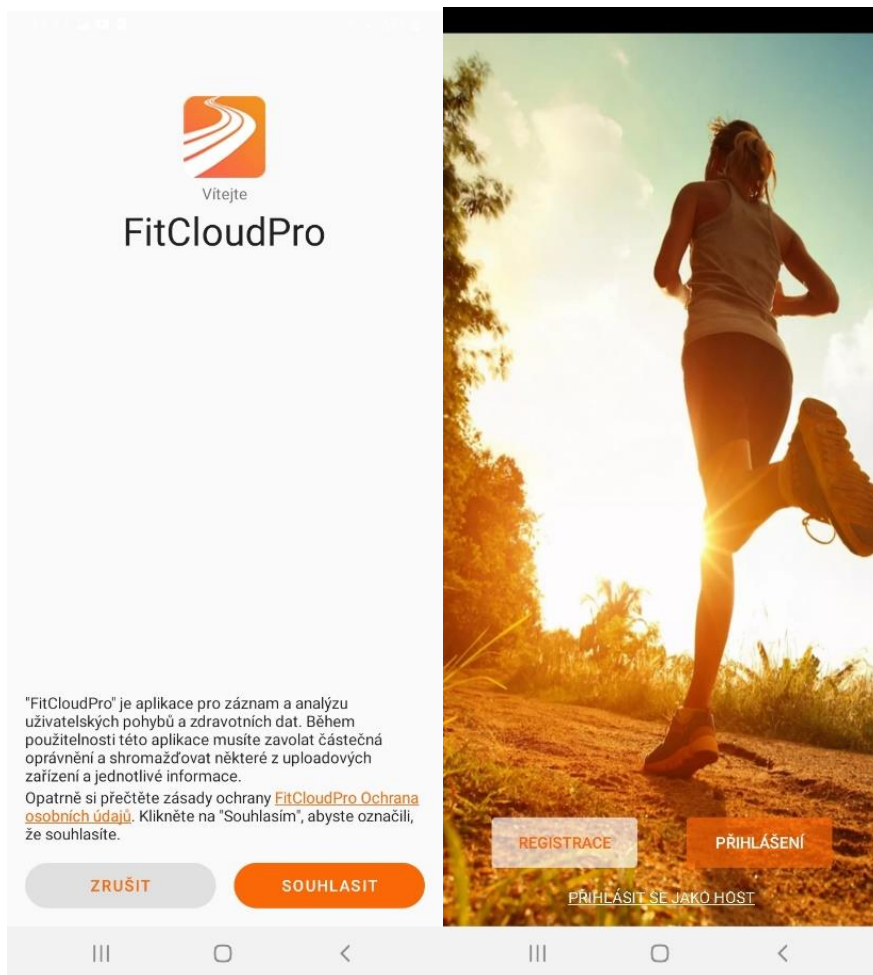 Vítejte
FitCloudPro
"FitCloudPro" je aplikace pro záznam a analýzu
uživatelských pohybů a zdravotních dat. Během
použitelnosti této aplikace musíte zavolat částečná
oprávnění a shromažďovat některé z uploadových
zařízení a jednotlivé informace.
Opatrně si přečtěte zásady ochrany FitCloudPro Ochrana
osobních údajů. Klikněte na "Souhlasím", abyste označili,
že souhlasíte.
ZRUŠIT
SOUHLASIT
REGISTRACE
PŘIHLÁŠENÍ
PŘIHLÁSIT SE JAKO HOST